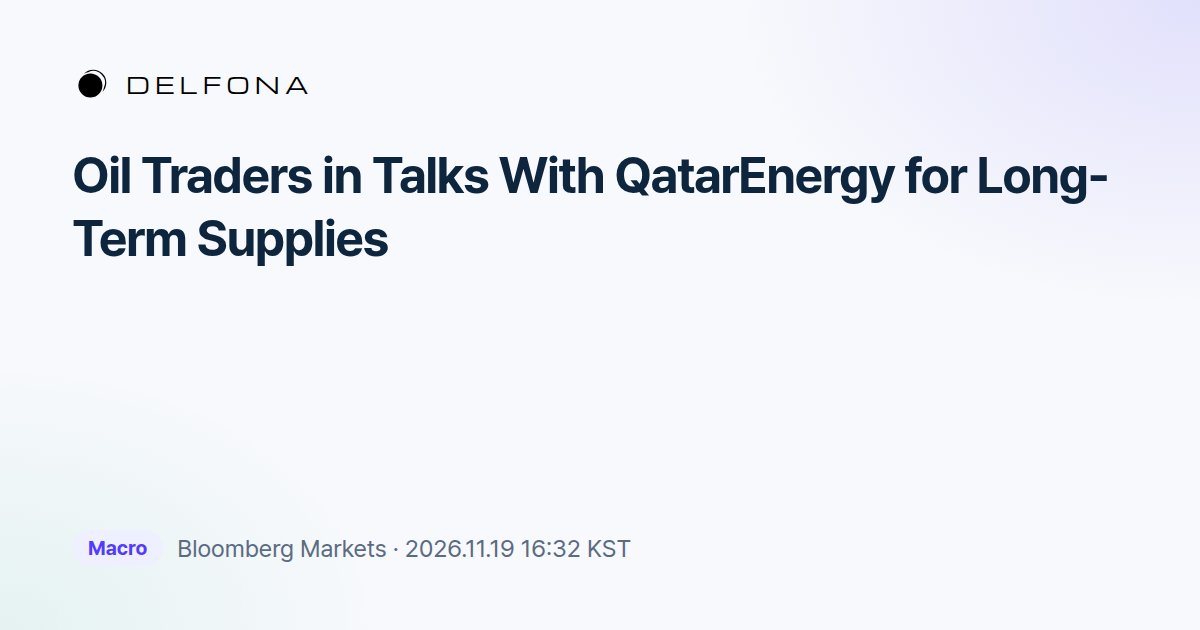 DELFONA
Oil Traders in Talks With QatarEnergy for Long-
Term Supplies
Macro Bloomberg Markets · 2026.11.19 16:32 KST